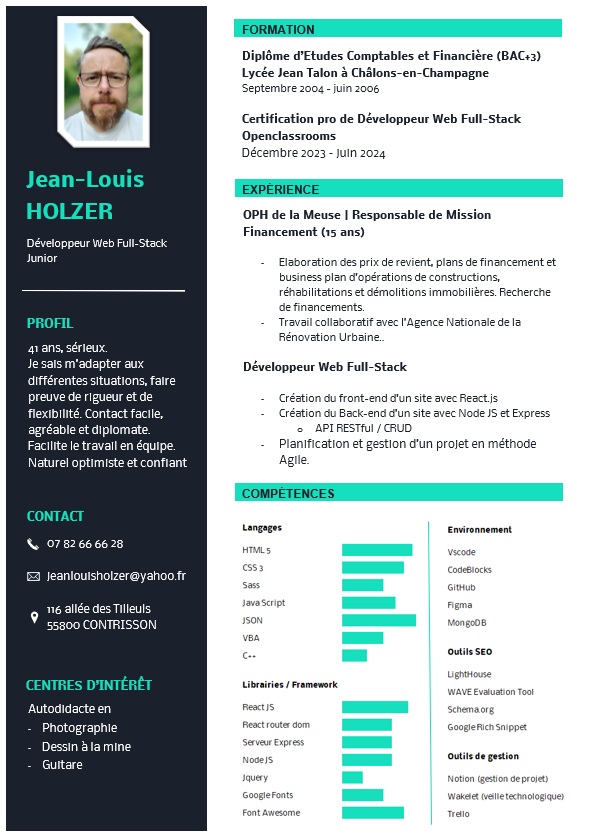 Jean-Louis
HOLZER
Développeur Web Full-Stack
Junior
PROFIL
41 ans, sérieux.
Je sais m'adapter aux
différentes situations, faire
preuve de rigueur et de
flexibilité. Contact facile,
agréable et diplomate.
Facilite le travail en équipe.
Naturel optimiste et confiant
CONTACT
07 82 66 66 28
jeanlouisholzer@yahoo.fr
116 allée des Tilleuls
55800 CONTRISSON
CENTRES D'INTÉRÊT
Autodidacte en
- Photographie
- Dessin à la mine
- Guitare
FORMATION
Diplôme d'Etudes Comptables et Financière (BAC+3)
Lycée Jean Talon à Châlons-en-Champagne
Septembre 2004 - juin 2006
Certification pro de Développeur Web Full-Stack
Openclassrooms
Décembre 2023 - Juin 2024
EXPÉRIENCE
OPH de la Meuse | Responsable de Mission
Financement (15 ans)
- Elaboration des prix de revient, plans de financement et
business plan d'opérations de constructions,
réhabilitations et démolitions immobilières. Recherche
de financements.
- Travail collaboratif avec l'Agence Nationale de la
Rénovation Urbaine..
Développeur Web Full-Stack
- Création du front-end d'un site avec React.js
- Création du Back-end d'un site avec Node JS et Express
o API RESTful / CRUD
- Planification et gestion d'un projet en méthode
Agile.
COMPÉTENCES
Langages
HTML 5
CSS 3
Sass
Java Script
JSON
VBA
C++
Librairies / Framework
React JS
React router dom
Serveur Express
Node JS
Jquery
Google Fonts
Font Awesome
Environnement
Vscode
CodeBlocks
GitHub
Figma
MongoDB
Outils SEO
LightHouse
WAVE Evaluation Tool
Schema.org
Google Rich Snippet
Outils de gestion
Notion (gestion de projet)
Wakelet (veille technologique)
Trello